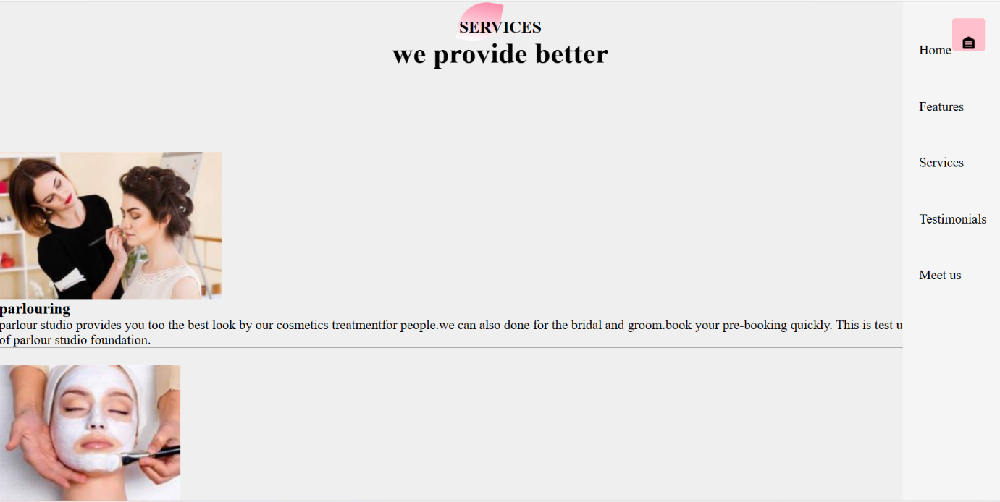 SERVICES
we provide better
Home
Features
Services
Testimonials
Meet us
parlouring
parlour studio provides you too the best look by our cosmetics treatmentfor people.we can also done for the bridal and groom.book your pre-booking quickly. This is test
of parlour studio foundation.